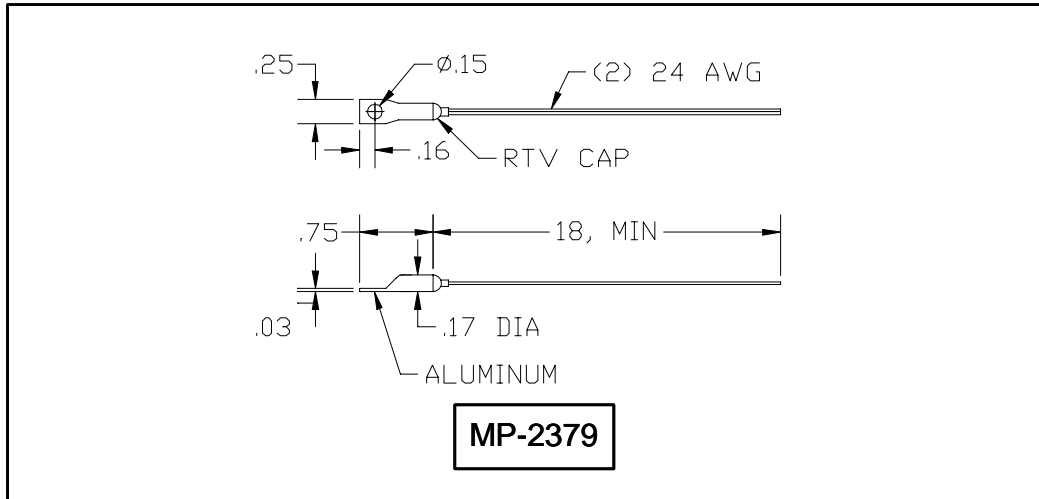 .25
Ø.15
(2) 24 AWG
.16
RTV CAP
.75
18, MIN
.03
.17 DIA
ALUMINUM
MP-2379